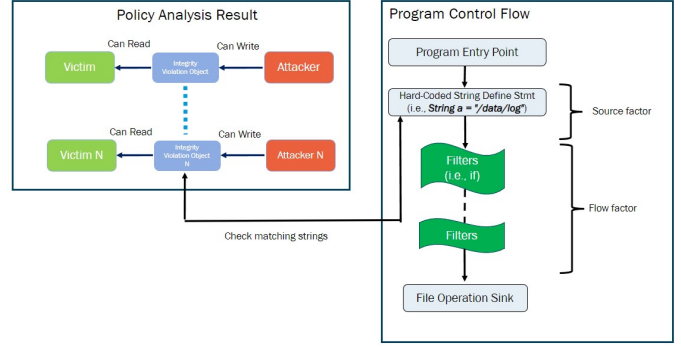 Policy Analysis Result
Can Read
Can Write
Victim
Integrity
Violation Object
Attacker
Can Read
Can Write
Victim N
Integrity
Violation Object
N
Attacker N
Check matching strings
Program Control Flow
Program Entry Point
Hard-Coded String Define Stmt
(i.e., String a = "/data/log")
Source factor
Filters
(i.e., if)
Flow factor
Filters
File Operation Sink